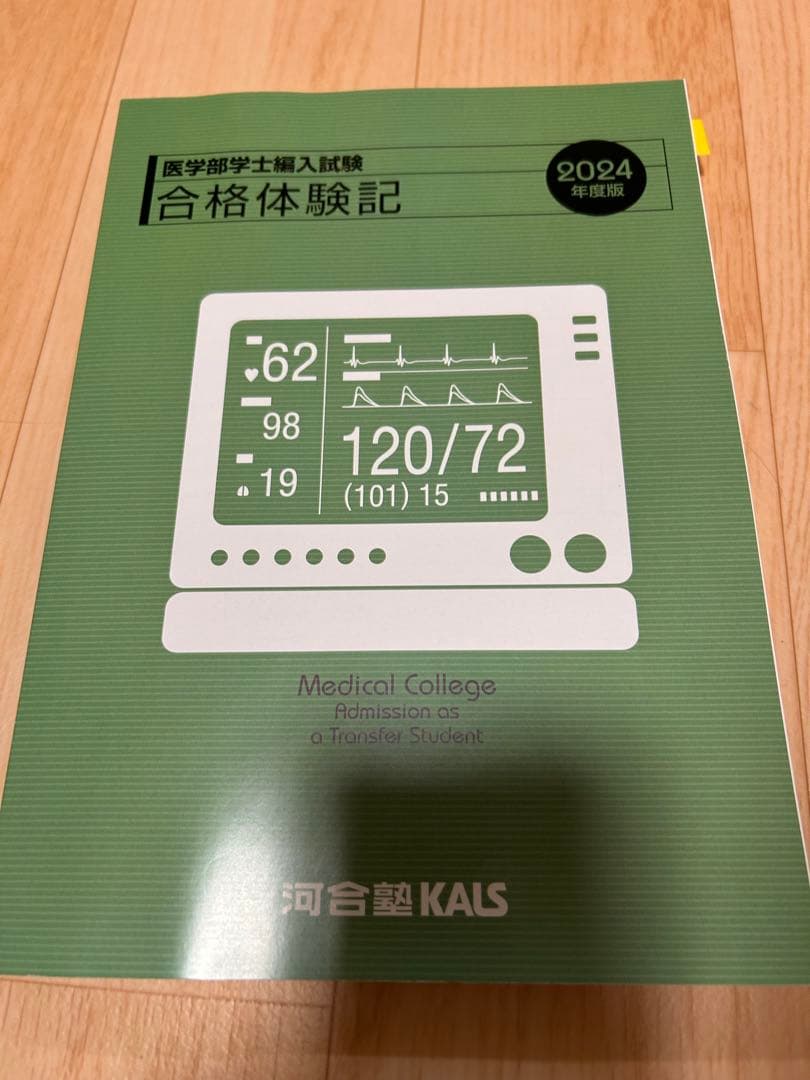 医学部学士編入試験
合格体験記
2024
年度版
62
98
19
120/72
(101) 15
Medical College
Admission as
a Transfer Student
河合塾KALS